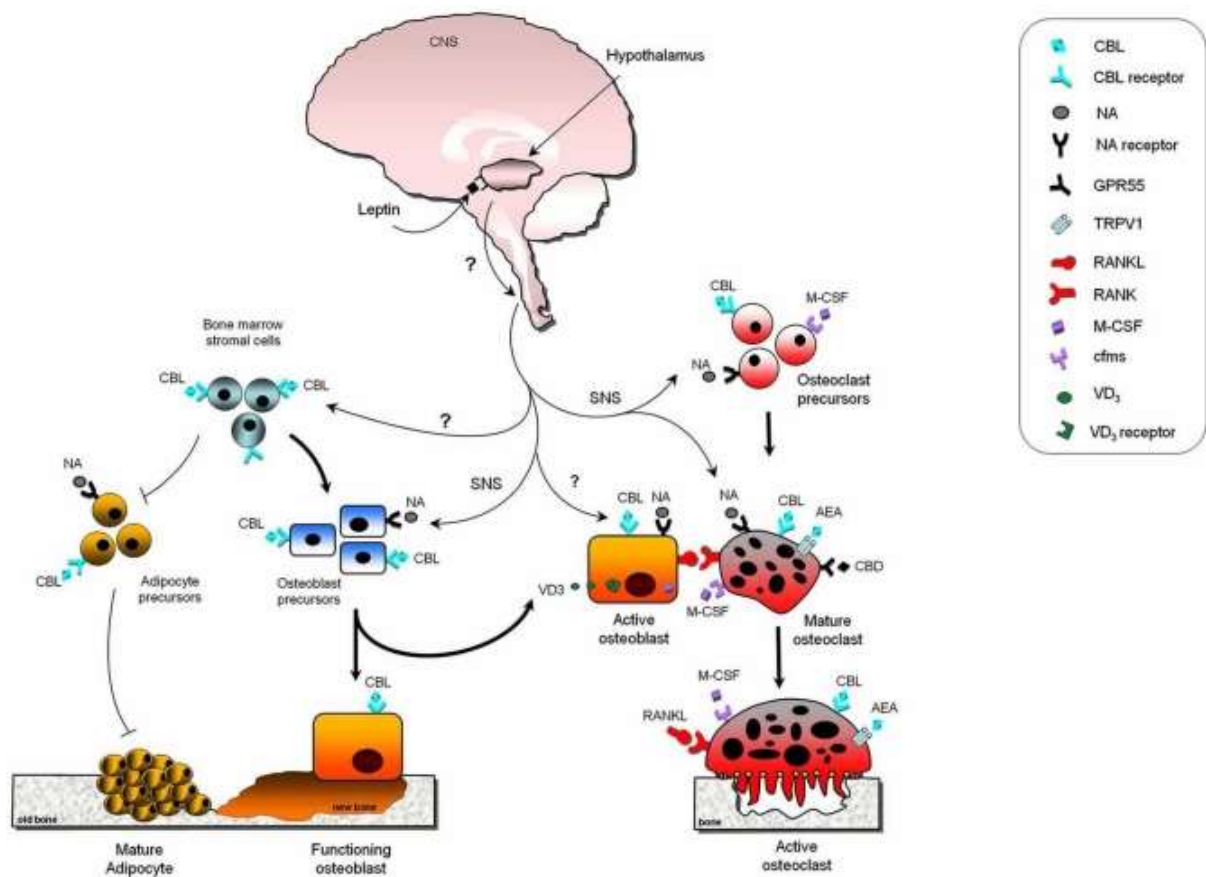 CNS
Hypothalamus
Leptin
?
Bone marrow
stromal cells
CBL
CBL
?
SNS
CBL
M-CSF
NA
Osteoclast
precursors
NA
CBL
Adipocyte
precursors
SNS
NA
CBL
CBL
Osteoblast
precursors
?
CBL
NA
VD3
Active
osteoblast
NA
CBL
AEA
CBD
M-CSF
Mature
osteoclast
CBL
new bone
old bone
Mature
Adipocyte
Functioning
osteoblast
M-CSF
RANKL
CBL
AEA
bone
Active
osteoclast
CBL
CBL receptor
NA
NA receptor
GPR55
TRPV1
RANKL
RANK
M-CSF
cfms
VD₃
VD₃ receptor